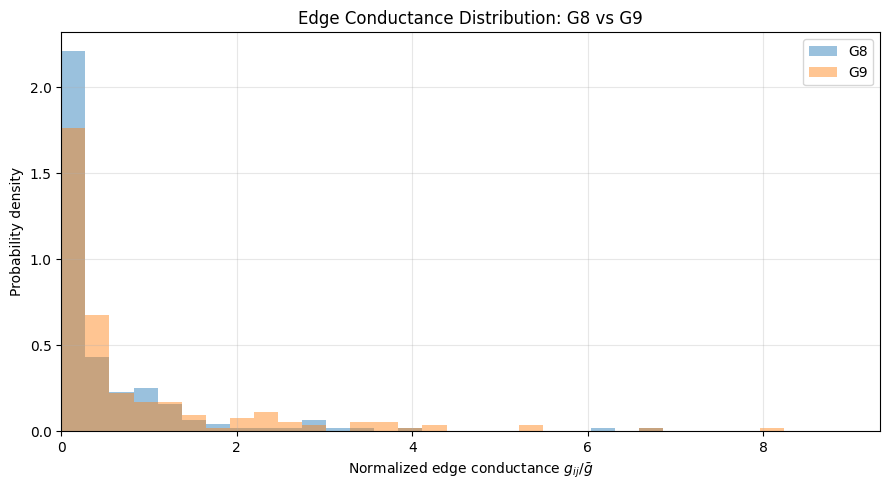 Edge Conductance Distribution: G8 vs G9
G8
G9
Probability density
2.0
1.5
1.0
0.5
0.0
0
2
4
6
8
Normalized edge conductance $g_{ij}/\bar{g}$